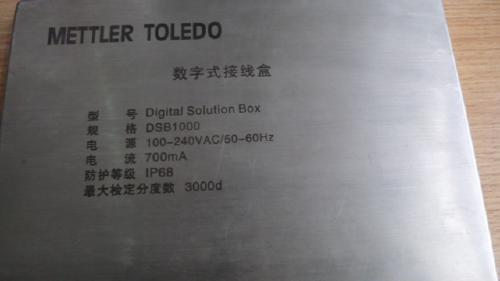 METTLER TOLEDO
数字式接线盒
型 号 Digital Solution Box
规 格 DSB1000
电 源 100-240VAC/50-60Hz
电 流 700mA
防护等级 IP68
最大检定分度数 3000d